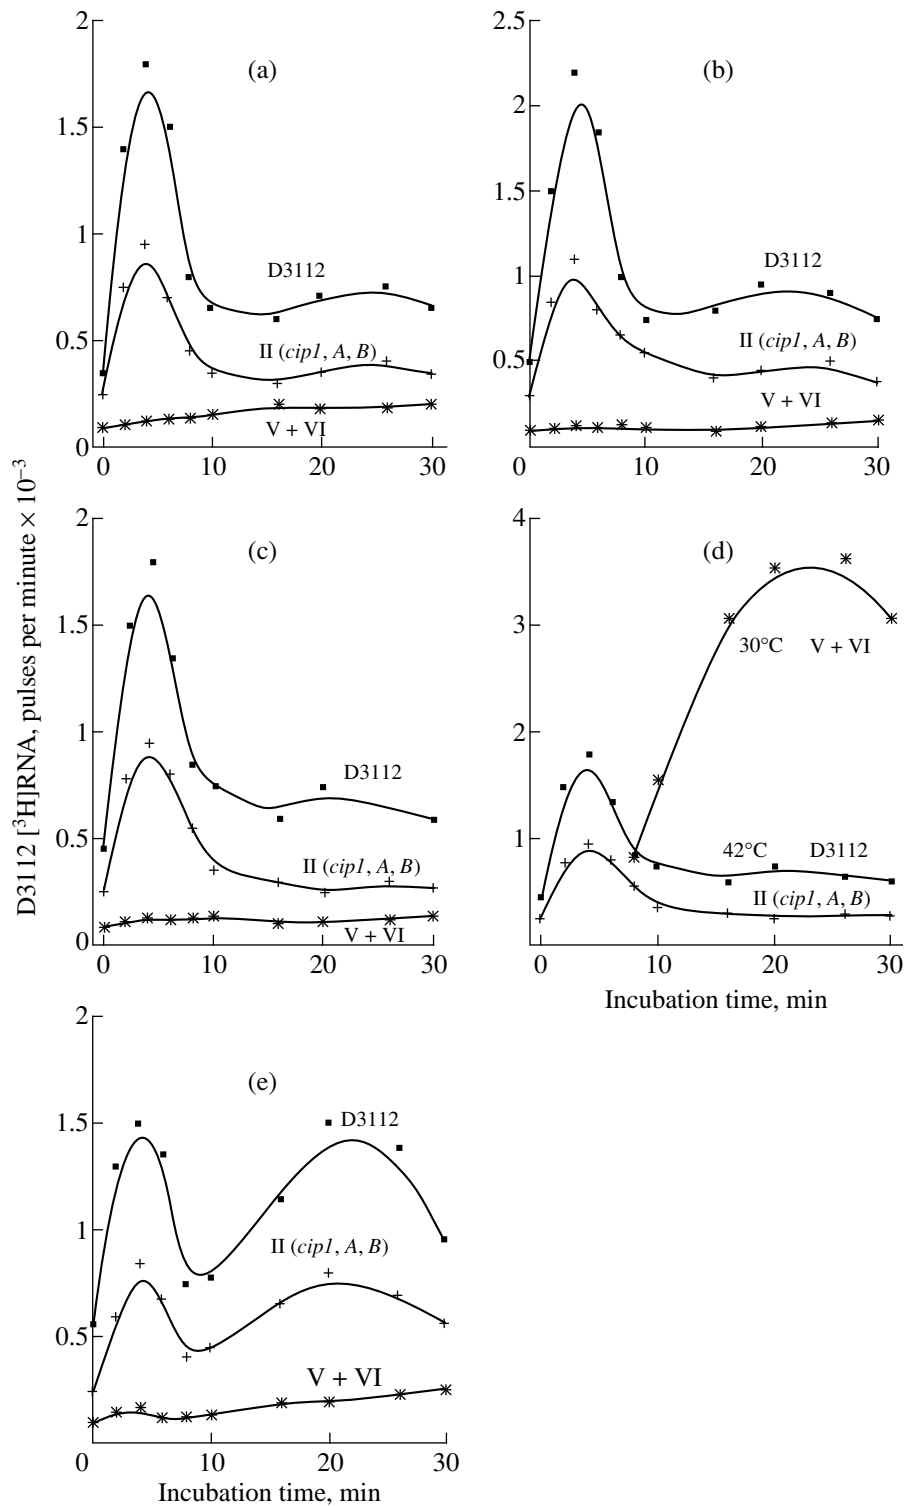 D3112 [³H]RNA, pulses per minute × 10⁻³
2
(a)
1.5
1
D3112
0.5
II (cip1, A, B)
V + VI
0
0 10 20 30
2.5
(b)
2
1.5
1
D3112
II (cip1, A, B)
0.5
V + VI
0 10 20 30
2
(c)
1.5
1
D3112
0.5
II (cip1, A, B)
V + VI
0
0 10 20 30
4
(d)
3
30°C V + VI
2
1
42°C D3112
II (cip1, A, B)
0 10 20 30
Incubation time, min
2
(e)
1.5
D3112
1
II (cip1, A, B)
0.5
V + VI
0 10 20 30
Incubation time, min